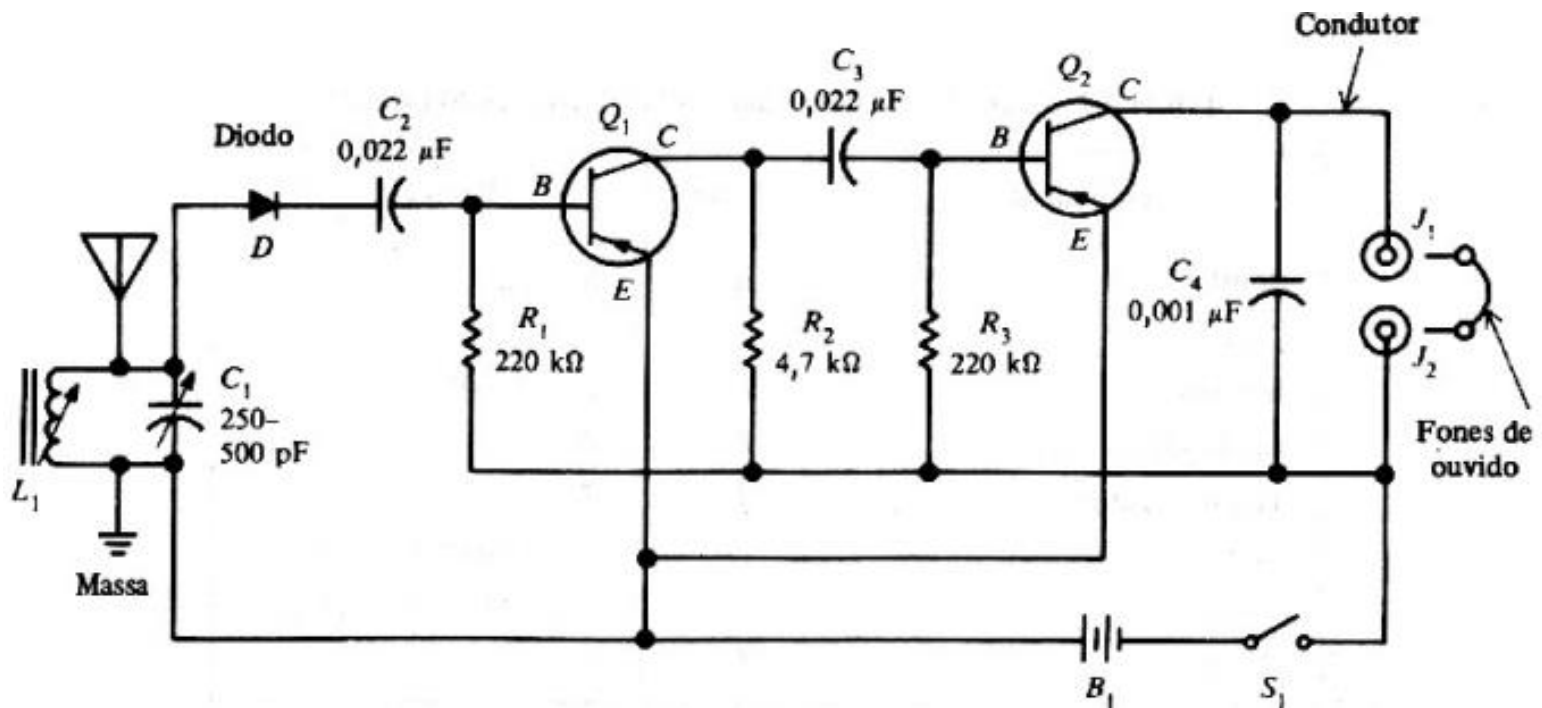 Condutor
C₃
0,022 µF
Q₂
C
C₂
0,022 µF
Diodo
Q₁
C
B
B
D
E
E
J₁
C₁
250–
500 pF
R₁
220 kΩ
R₂
4,7 kΩ
R₃
220 kΩ
C₄
0,001 µF
J₂
Fones de
ouvido
L₁
Massa
B₁
S₁